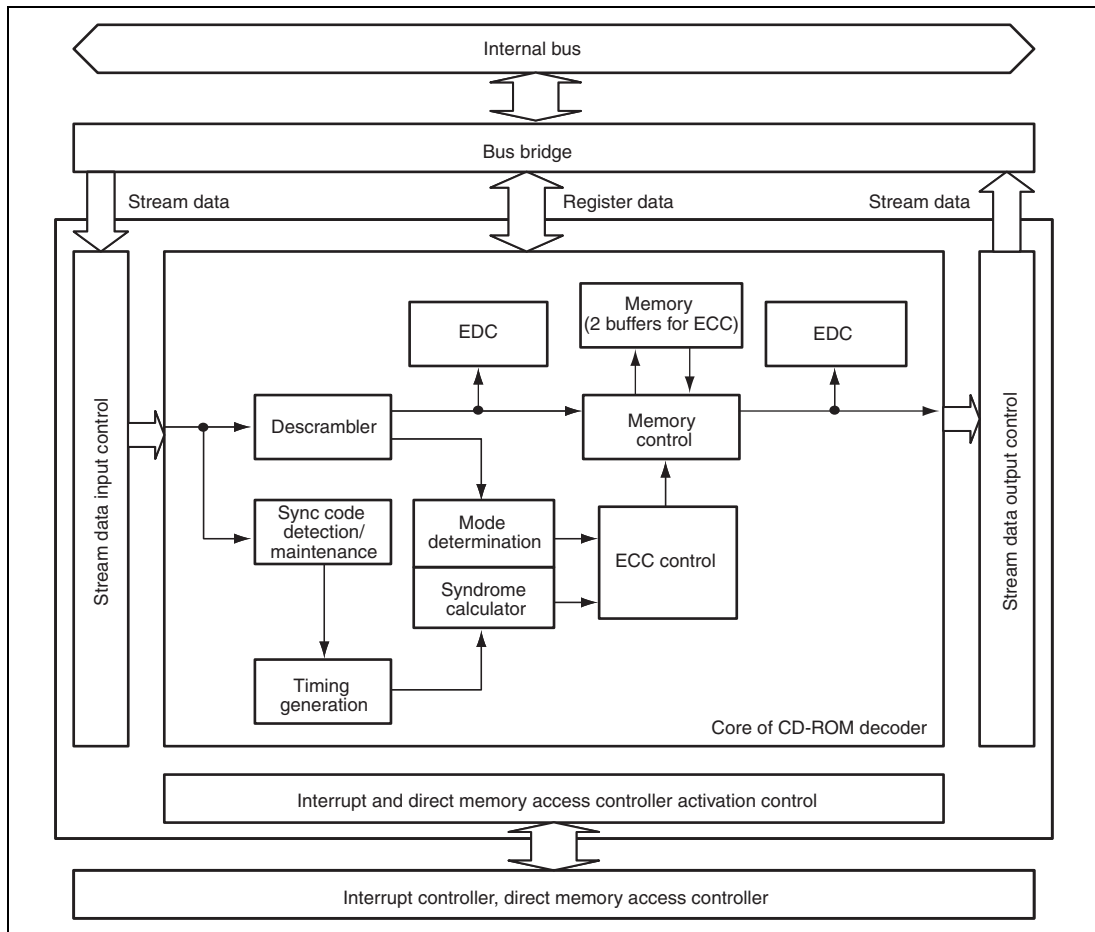 Internal bus
Bus bridge
Stream data
Register data
Stream data
Stream data input control
Memory
(2 buffers for ECC)
EDC
EDC
Descrambler
Memory
control
Sync code
detection/
maintenance
Mode
determination
ECC control
Syndrome
calculator
Timing
generation
Core of CD-ROM decoder
Stream data output control
Interrupt and direct memory access controller activation control
Interrupt controller, direct memory access controller